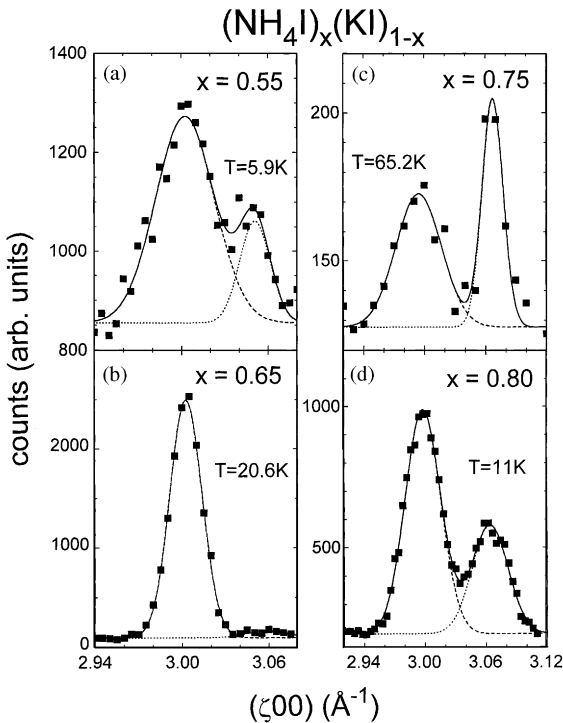 (NH₄I)ₓ(KI)₁₋ₓ
1400
(a)
x = 0.55
T=5.9K
1200
1000
800
(c)
x = 0.75
T=65.2K
200
150
counts (arb. units)
(b)
x = 0.65
T=20.6K
2000
1000
0
2.94
3.00
3.06
(d)
x = 0.80
T=11K
1000
500
2.94
3.00
3.06
3.12
(ζ00) (Å⁻¹)